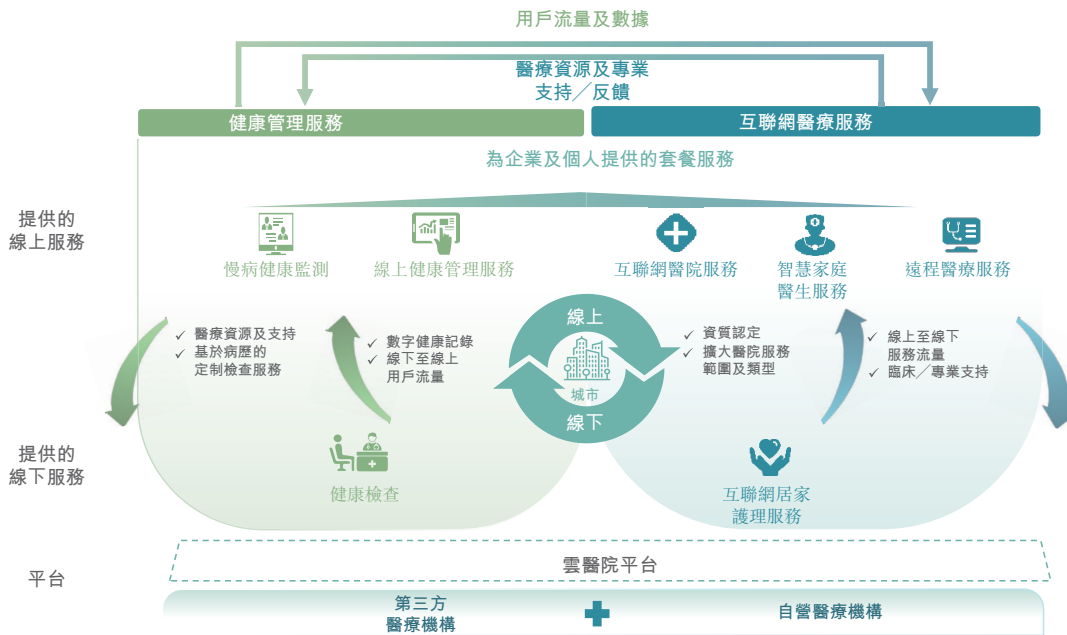 用戶流量及數據
醫療資源及專業
支持╱反饋
健康管理服務
互聯網醫療服務
為企業及個人提供的套餐服務
提供的
線上服務
慢病健康監測
線上健康管理服務
互聯網醫院服務
智慧家庭
醫生服務
遠程醫療服務
✓ 醫療資源及支持
✓ 基於病歷的
定制檢查服務
✓ 數字健康記錄
✓ 線下至線上
用戶流量
線上
城市
線下
✓ 資質認定
✓ 擴大醫院服務
範圍及類型
✓ 線上至線下
服務流量
✓ 臨床╱專業支持
提供的
線下服務
健康檢查
互聯網居家
護理服務
平台
雲醫院平台
第三方
醫療機構
自營醫療機構